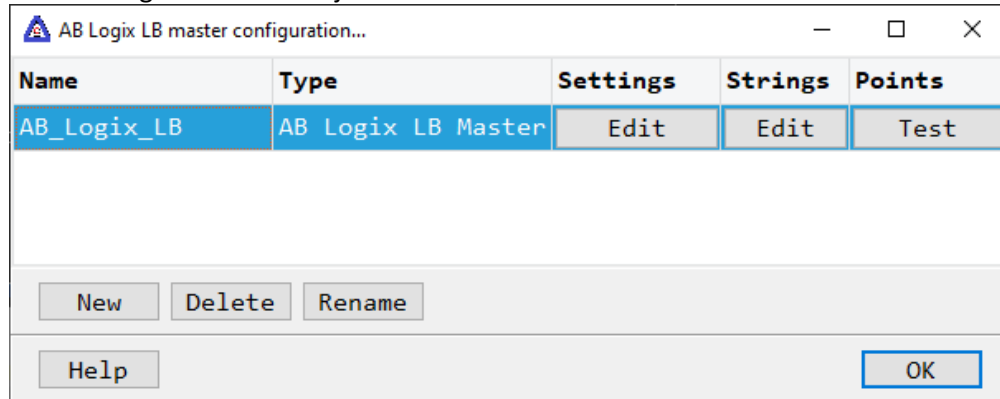 AB Logix LB master configuration...
Name Type Settings Strings Points
AB_Logix_LB AB Logix LB Master Edit Edit Test
New Delete Rename
Help OK